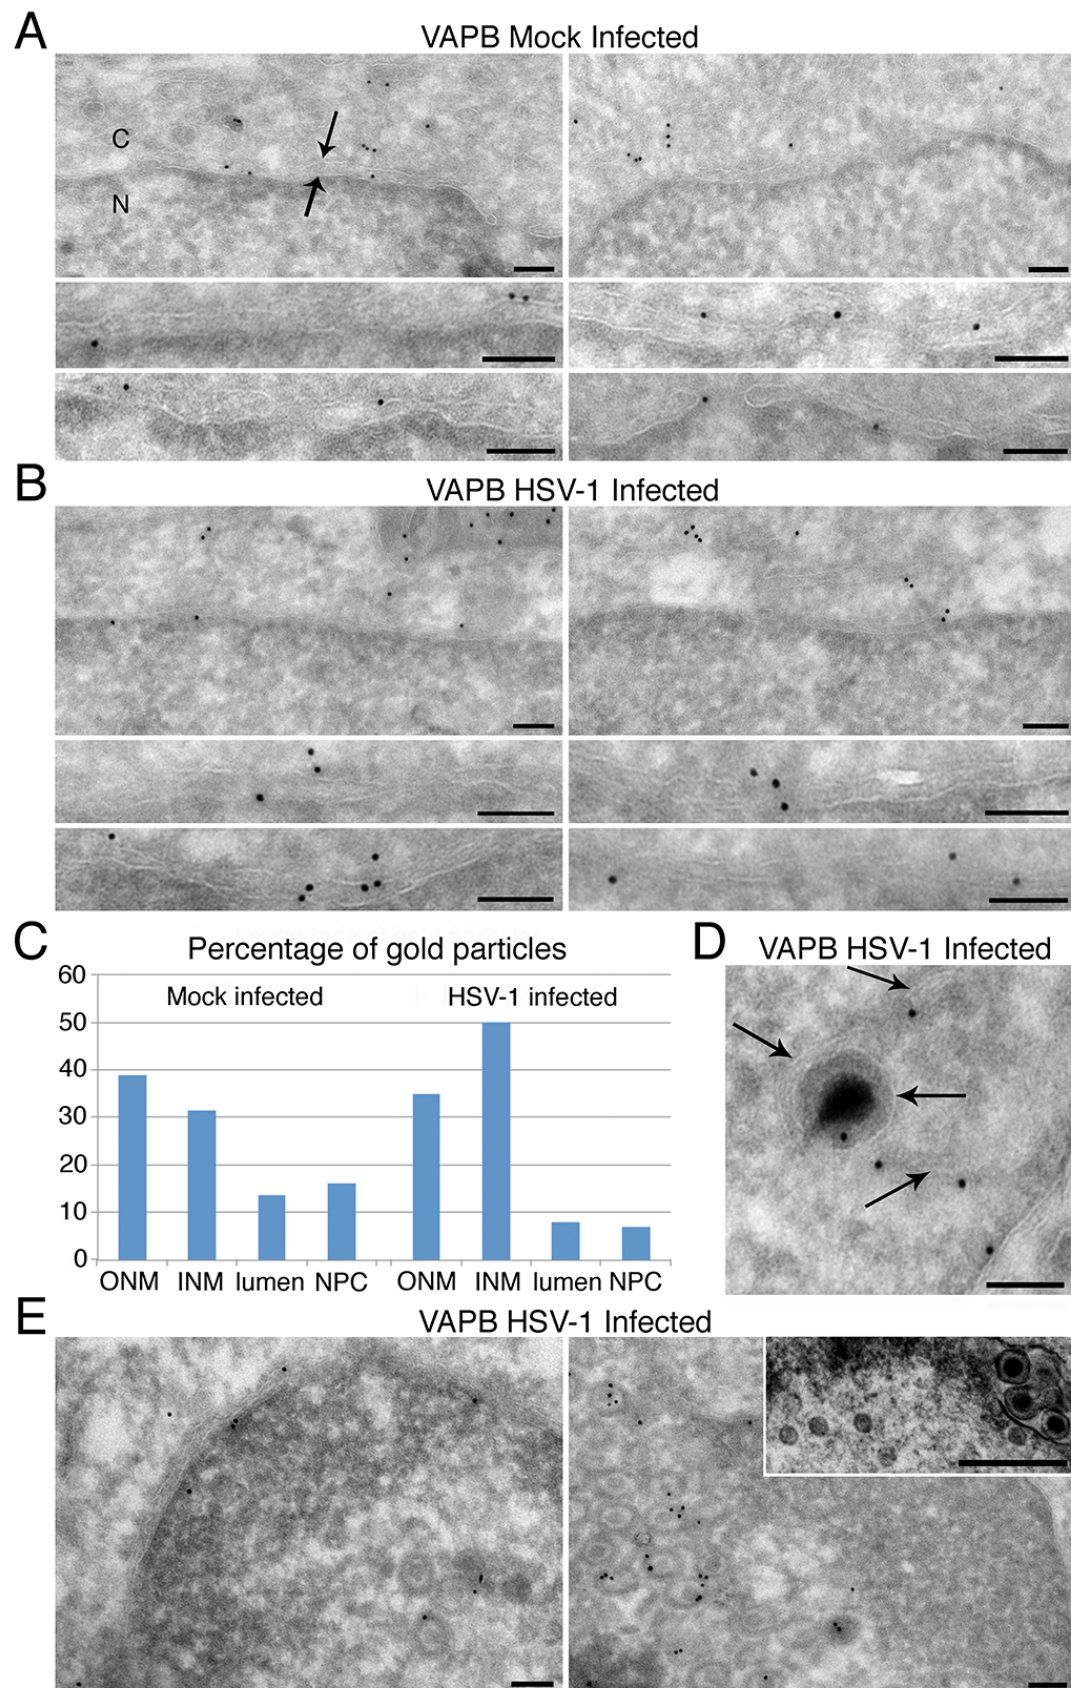 A
VAPB Mock Infected
C
N
B
VAPB HSV-1 Infected
C
Percentage of gold particles
Mock infected
HSV-1 infected
60
50
40
30
20
10
0
ONM INM lumen NPC ONM INM lumen NPC
D
VAPB HSV-1 Infected
E
VAPB HSV-1 Infected